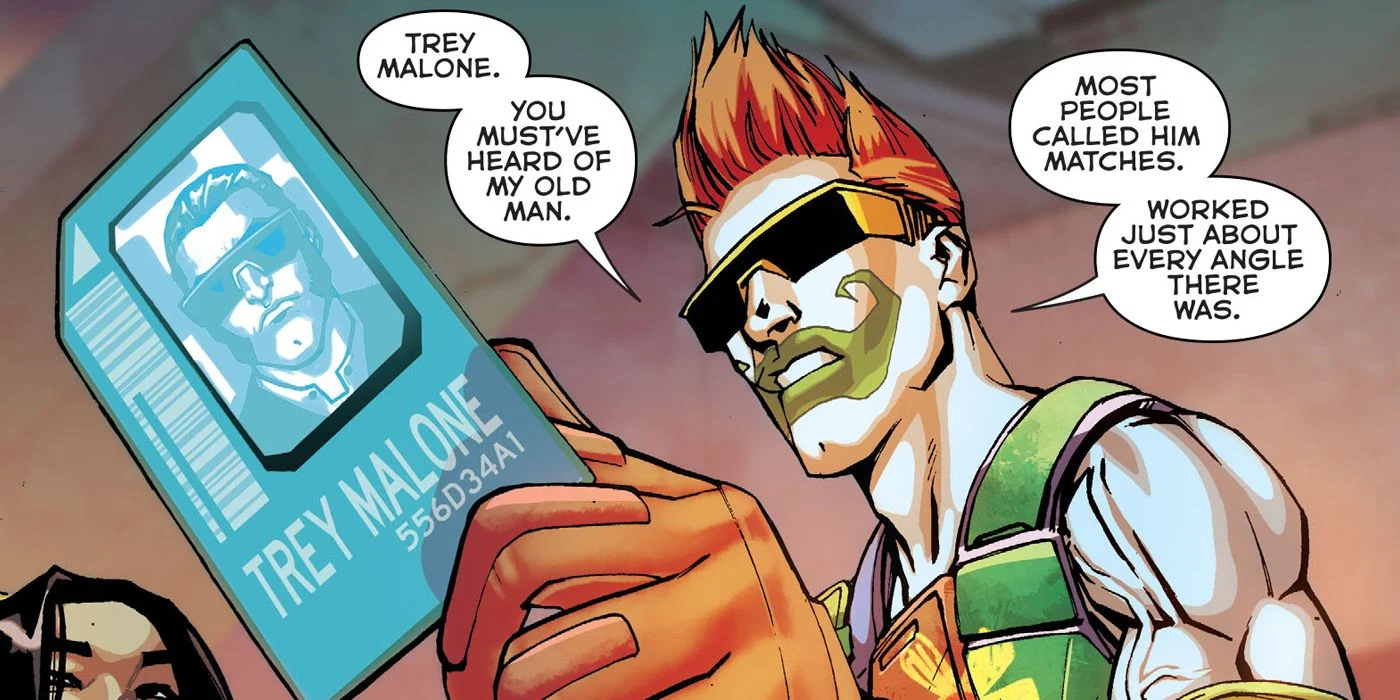 TREY
MALONE.
YOU
MUST'VE
HEARD OF
MY OLD
MAN.
MOST
PEOPLE
CALLED HIM
MATCHES.
WORKED
JUST ABOUT
EVERY ANGLE
THERE
WAS.
TREY MALONE
556D34A1